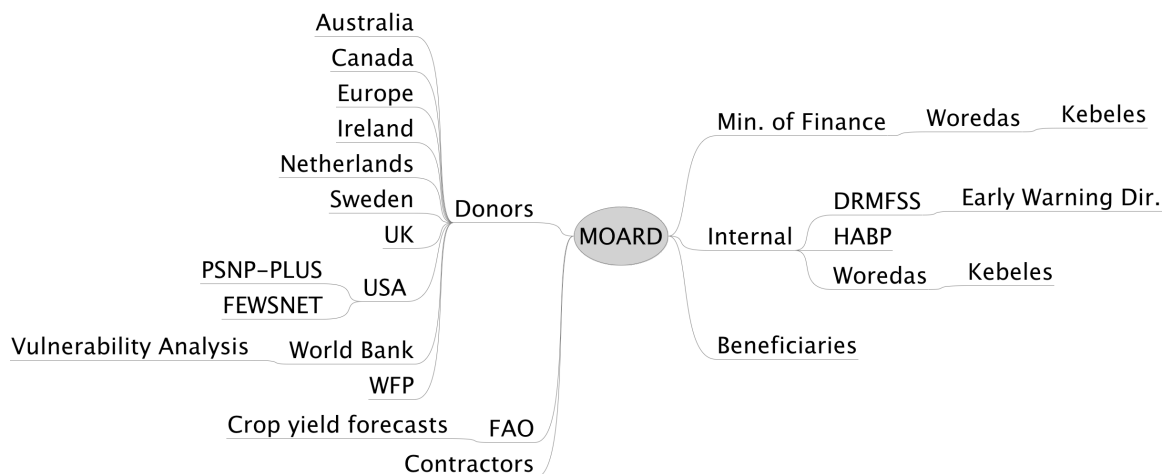 Australia
Canada
Europe
Ireland
Netherlands
Sweden
UK
PSNP-PLUS
FEWSNET
USA
Vulnerability Analysis
World Bank
WFP
Donors
Crop yield forecasts
FAO
Contractors
MOARD
Min. of Finance
Woredas
Kebeles
Internal
DRMFSS
Early Warning Dir.
HABP
Woredas
Kebeles
Beneficiaries